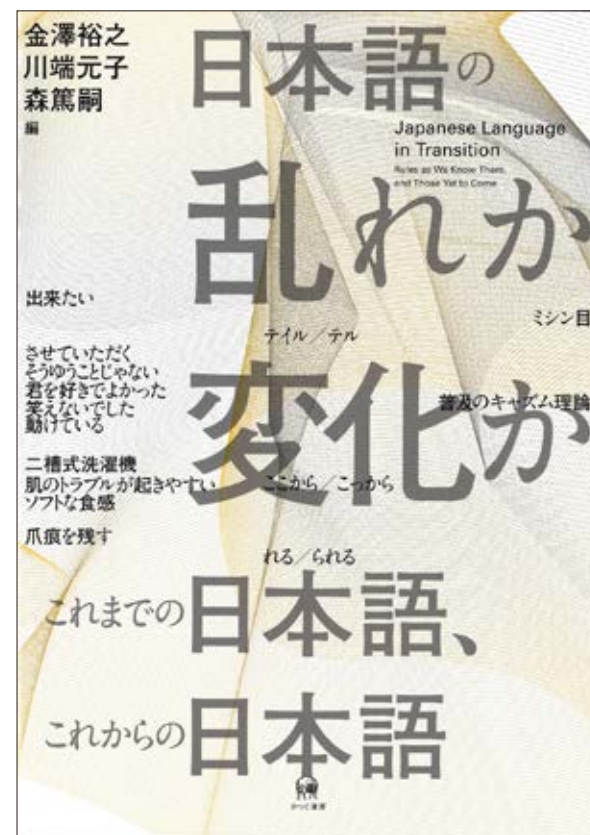 金澤裕之
川端元子
森篤嗣
編
日本語の
Japanese Language
in Transition
Rules as We Know Them,
and Those Yet to Come
乱れか
出来たい
ミシン目
テイル／テル
させていただく
そうゆうことじゃない
君を好きでよかった
笑えないでした
動けている
変化か
普及のキャズム理論
二槽式洗濯機
肌のトラブルが起きやすい
ソフトな食感
ここから／こっから
爪痕を残す
れる／られる
これまでの日本語、
これからの日本語
ひつじ書房